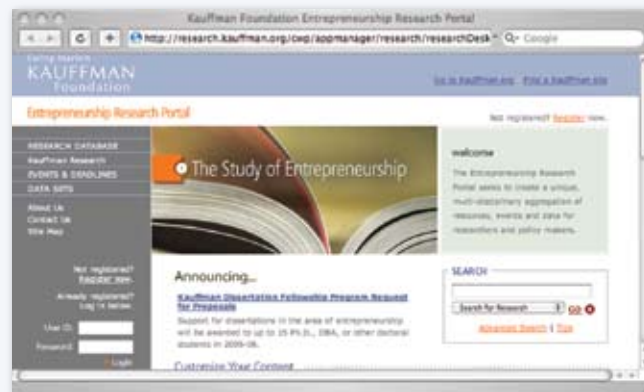 Kauffman Foundation Entrepreneurship Research Portal
http://research.kauffman.org/cwp/appmanager/research/researchDesk
Google
KAUFFMAN
Foundation
Go to Kauffman.org Find a Kauffman site
Entrepreneurship Research Portal
Not registered? Register now.
RESEARCH DATABASE
Kauffman Research
EVENTS & DEADLINES
DATA SETS
About Us
Contact Us
Site Map
Not registered?
Register now.
Already registered?
Log in below.
User ID:
Password:
Login
The Study of Entrepreneurship
Announcing...
Kauffman Dissertation Fellowship Program Request
for Proposals
Support for dissertations in the area of entrepreneurship
will be awarded to up to 15 Ph.D., DBA, or other doctoral
students in
Customize Your Content
welcome
The Entrepreneurship Research
Portal seeks to create a unique,
multi-disciplinary aggregation of
resources, events and data for
researchers and policy makers.
SEARCH
Search for Research GO
Advanced Search | Tips